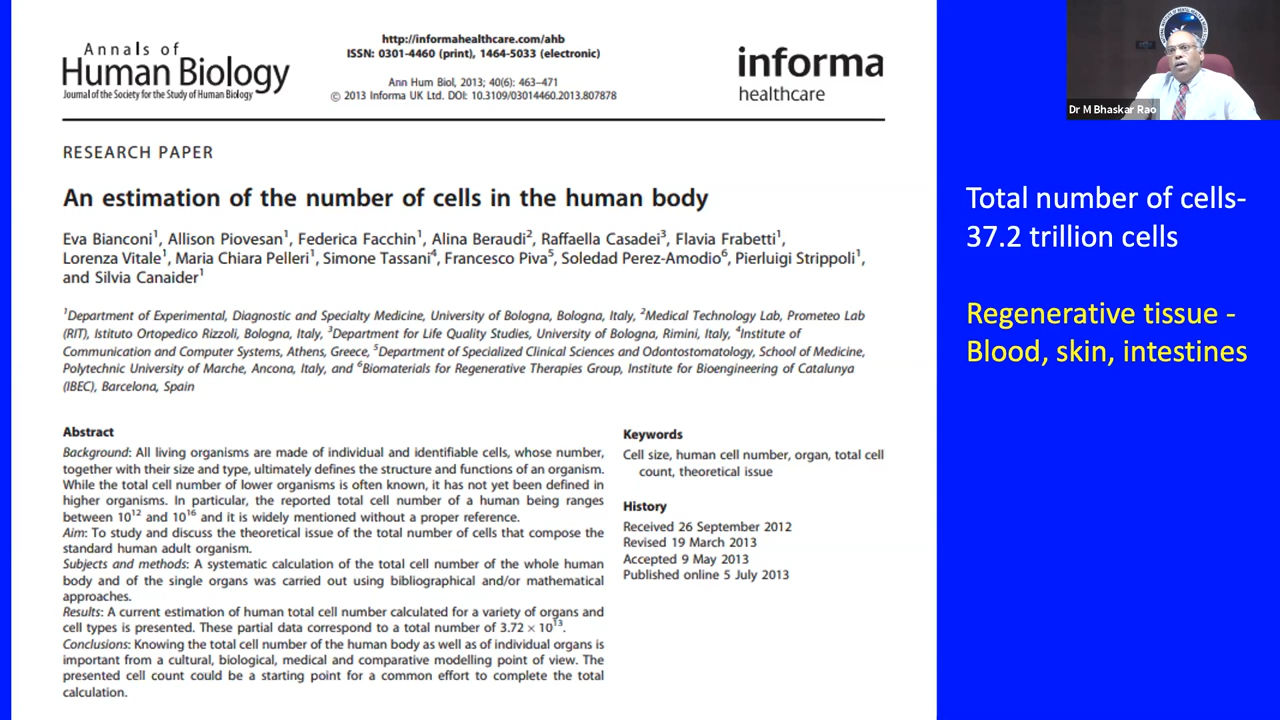 Annals of
Human Biology
Journal of the Society for the Study of Human Biology
http://informahealthcare.com/ahb
ISSN: 0301-4460 (print), 1464-5033 (electronic)
Ann Hum Biol, 2013; 40(6): 463–471
© 2013 Informa UK Ltd. DOI: 10.3109/03014460.2013.807878
informa
healthcare
RESEARCH PAPER
An estimation of the number of cells in the human body
Eva Bianconi¹, Allison Piovesan¹, Federica Facchin¹, Alina Beraudi², Raffaella Casadei³, Flavia Frabetti¹,
Lorenza Vitale¹, Maria Chiara Pelleri¹, Simone Tassani⁴, Francesco Piva⁵, Soledad Perez-Amodio⁶, Pierluigi Strippoli¹,
and Silvia Canaider¹
¹Department of Experimental, Diagnostic and Specialty Medicine, University of Bologna, Bologna, Italy, ²Medical Technology Lab, Prometeo Lab
(RIT), Istituto Ortopedico Rizzoli, Bologna, Italy, ³Department for Life Quality Studies, University of Bologna, Rimini, Italy, ⁴Institute of
Communication and Computer Systems, Athens, Greece, ⁵Department of Specialized Clinical Sciences and Odontostomatology, School of Medicine,
Polytechnic University of Marche, Ancona, Italy, and ⁶Biomaterials for Regenerative Therapies Group, Institute for Bioengineering of Catalunya
(IBEC), Barcelona, Spain
Abstract
Background: All living organisms are made of individual and identifiable cells, whose number,
together with their size and type, ultimately defines the structure and functions of an organism.
While the total cell number of lower organisms is often known, it has not yet been defined in
higher organisms. In particular, the reported total cell number of a human being ranges
between 10¹² and 10¹⁶ and it is widely mentioned without a proper reference.
Aim: To study and discuss the theoretical issue of the total number of cells that compose the
standard human adult organism.
Subjects and methods: A systematic calculation of the total cell number of the whole human
body and of the single organs was carried out using bibliographical and/or mathematical
approaches.
Results: A current estimation of human total cell number calculated for a variety of organs and
cell types is presented. These partial data correspond to a total number of 3.72 × 10¹³.
Conclusions: Knowing the total cell number of the human body as well as of individual organs is
important from a cultural, biological, medical and comparative modelling point of view. The
presented cell count could be a starting point for a common effort to complete the total
calculation.
Keywords
Cell size, human cell number, organ, total cell
count, theoretical issue
History
Received 26 September 2012
Revised 19 March 2013
Accepted 9 May 2013
Published online 5 July 2013
Dr M Bhaskar Rao
Total number of cells-
37.2 trillion cells
Regenerative tissue -
Blood, skin, intestines